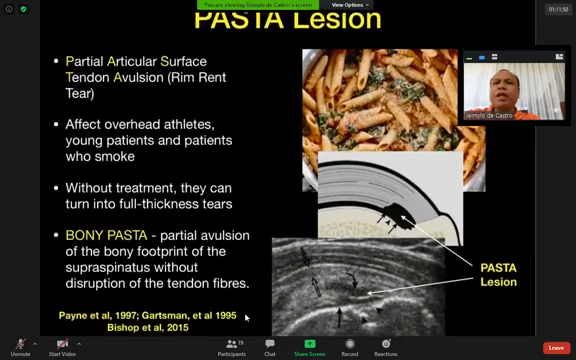 You are viewing Jeimylo de Castro's screen
View Options
01:11:50
PASTA Lesion
Partial Articular Surface
Tendon Avulsion (Rim Rent
Tear)
Affect overhead athletes,
young patients and patients
who smoke
Without treatment, they can
turn into full-thickness tears
BONY PASTA - partial avulsion
of the bony footprint of the
supraspinatus without
disruption of the tendon fibres.
Payne et al, 1997; Gartsman, et al 1995
Bishop et al, 2015
Jeimylo de Castro
PASTA
Lesion
Unmute
Start Video
19
Participants
Chat
Share Screen
Record
Reactions
Leave